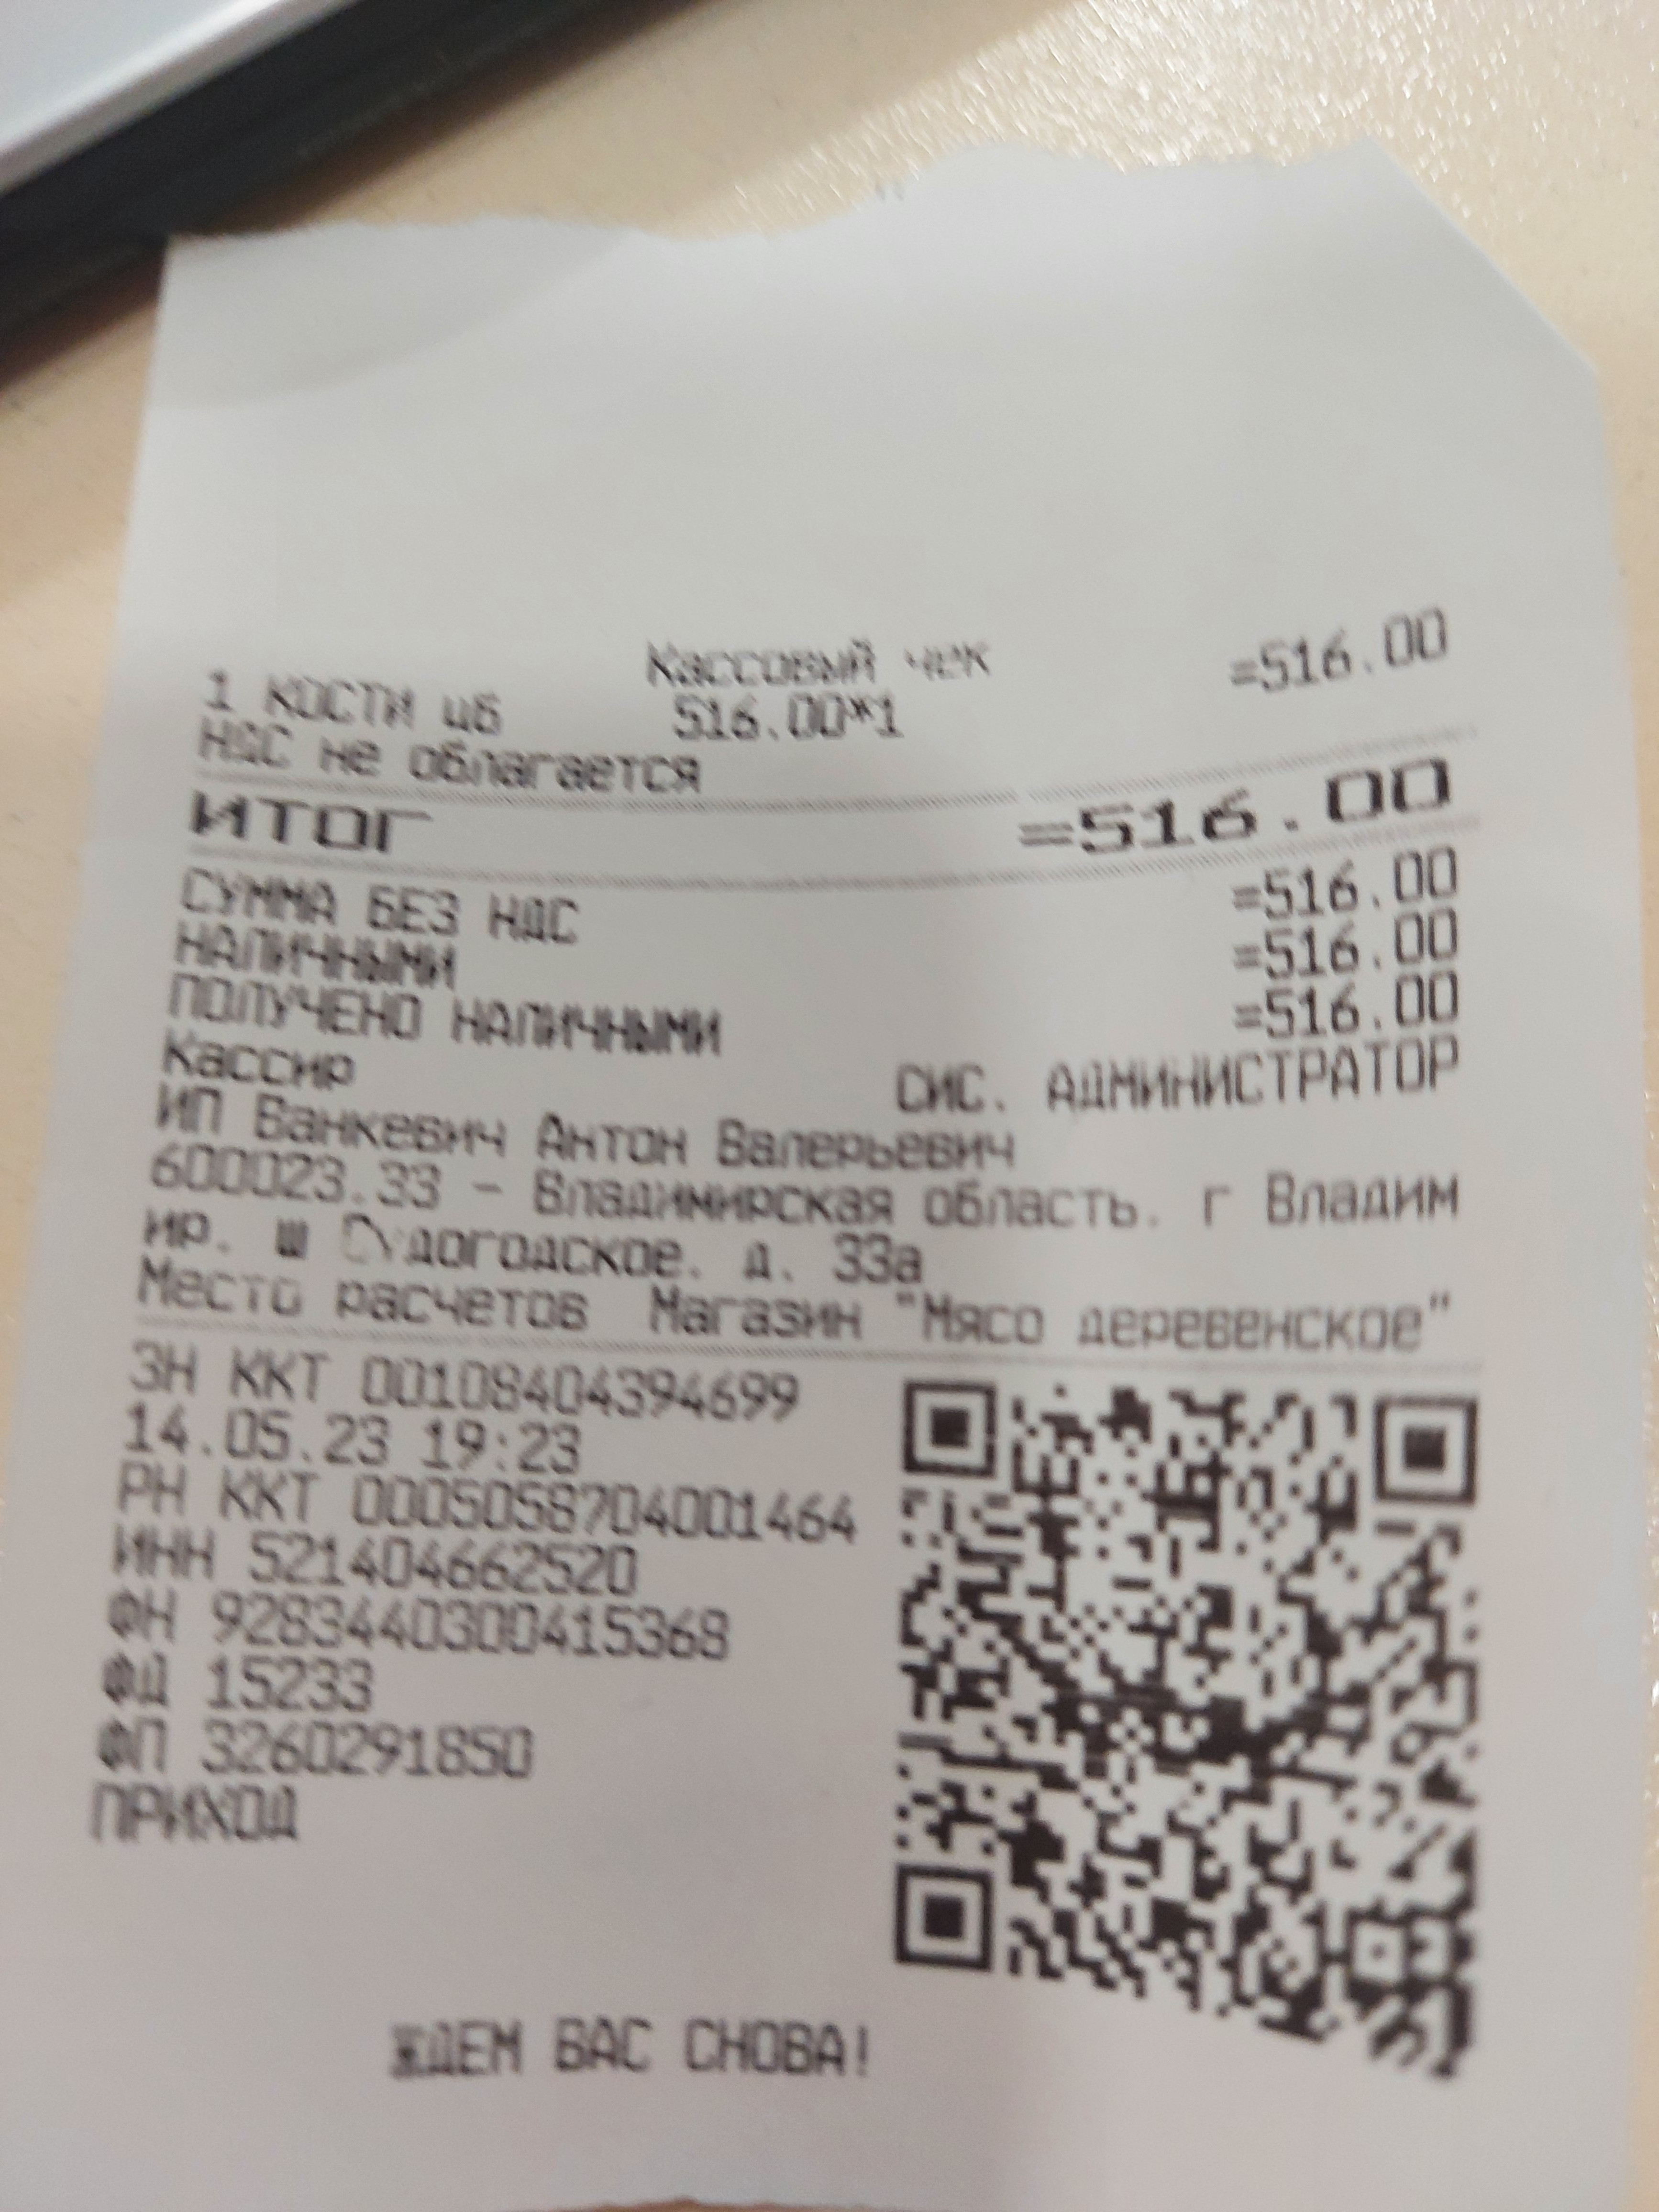 Кассовый чек
1 КОСТИ цб 516.00*1 =516.00
НДС не облагается
ИТОГ =516.00
СУММА БЕЗ НДС =516.00
НАЛИЧНЫМИ =516.00
ПОЛУЧЕНО НАЛИЧНЫМИ =516.00
Кассир СИС. АДМИНИСТРАТОР
ИП Ванкевич Антон Валерьевич
600023.33 - Владимирская область. г Владим
ир. ш Судогодское. д. 33а
Место расчетов Магазин "Мясо деревенское"
ЗН ККТ 00108404394699
14.05.23 19:23
РН ККТ 0005058704001464
ИНН 521404662520
ФН 9283440300415368
ФД 15233
ФП 3260291850
ПРИХОД
ЖДЕМ ВАС СНОВА!